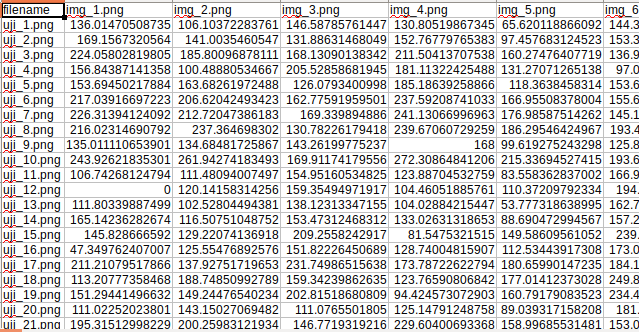 filename img_1.png img_2.png img_3.png img_4.png img_5.png img_6
uji_1.png 136.01470508735 106.10372283761 146.58785761447 130.80519867345 65.620118866092 144.3
uji_2.png 169.1567320564 141.0035460547 131.88631468049 152.76779765383 97.457683124523 153.3
uji_3.png 224.05802819805 185.80096878111 168.13090138342 211.50413707538 160.27476407719 136.9
uji_4.png 156.84387141358 100.48880534667 205.52858681945 181.11322425488 131.27071265138 97.0
uji_5.png 153.69450217884 163.68261972488 126.0793400998 185.18639258866 118.3638458314 153.6
uji_6.png 217.03916697223 206.62042493423 162.77591959501 237.59208741033 166.95508378004 155.6
uji_7.png 226.31394124092 212.72047386183 169.339894886 241.13066996963 176.98587514262 145.1
uji_8.png 216.02314690792 237.364698302 130.78226179418 239.67060729259 186.29546424967 193.4
uji_9.png 135.011110653901 134.68481725867 143.26199775237 168 99.619275243298 125.8
uji_10.png 243.92621835301 261.94274183493 169.91174179556 272.30864841206 215.33694527415 193.6
uji_11.png 106.74268124794 111.48094007497 154.95160534825 123.88704532759 83.558362837002 166.9
uji_12.png 0 120.14158314256 159.35494971917 104.46051885761 110.37209792334 194.
uji_13.png 111.80339887499 102.52804494381 138.12313347155 104.02884215447 53.777318638995 162.7
uji_14.png 165.14236282674 116.50751048752 153.47312468312 133.02631318653 88.690472994567 157.2
uji_15.png 145.828666592 129.22076136918 209.2558242917 81.5475321515 149.58609561052 239.
uji_16.png 47.349762407007 125.55476892576 151.82226450689 128.74004815907 112.53443917308 173.0
uji_17.png 211.21079517866 137.92751719653 231.74986515638 173.78722622794 180.65990147235 184.1
uji_18.png 113.20777358468 188.74850992789 159.34239862635 123.76590806842 177.01437323028 249.8
uji_19.png 151.29441496632 149.24476540234 202.81518680809 94.424573072903 160.79179083523 234.4
uji_20.png 111.02252023801 143.15027069482 111.0765501805 125.14791248758 89.039317158208 181.
uji_21.png 195.31512998229 200.25983121934 146.7719319216 229.60400693368 158.99685531481 152.